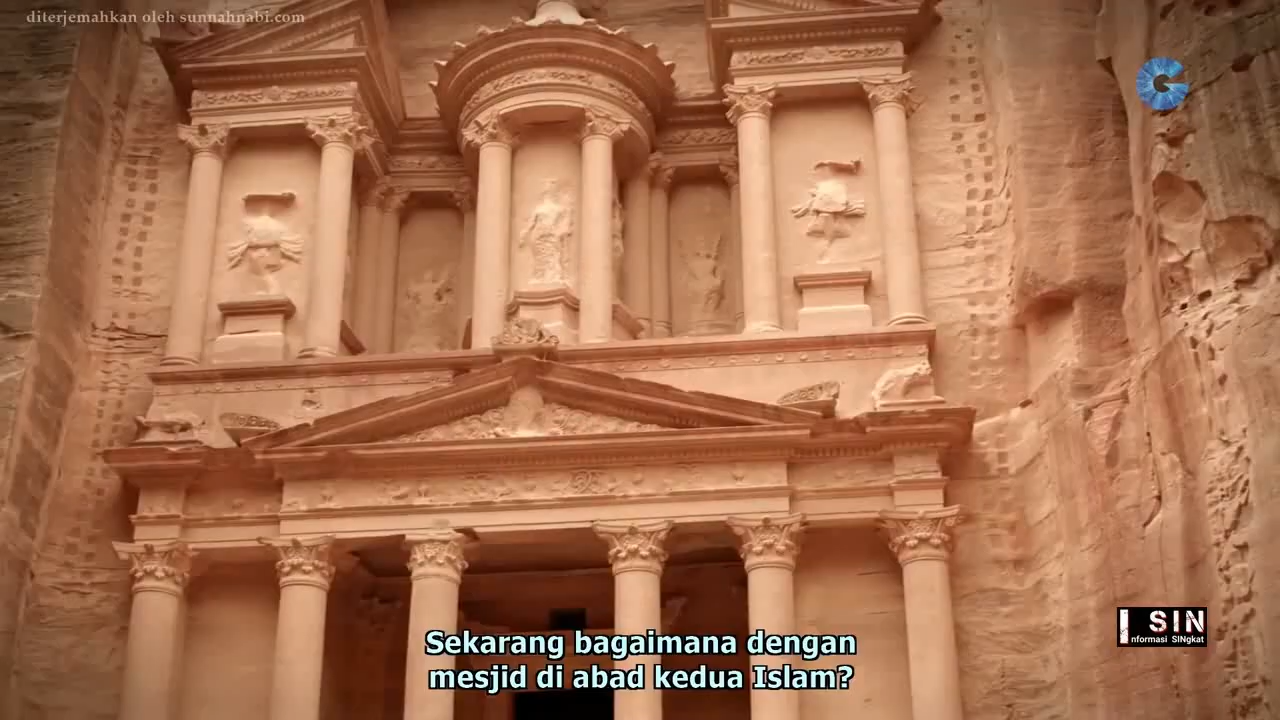 diterjemahkan oleh sunnahnabi.com
I SIN
nformasi SINgkat
Sekarang bagaimana dengan
mesjid di abad kedua Islam?